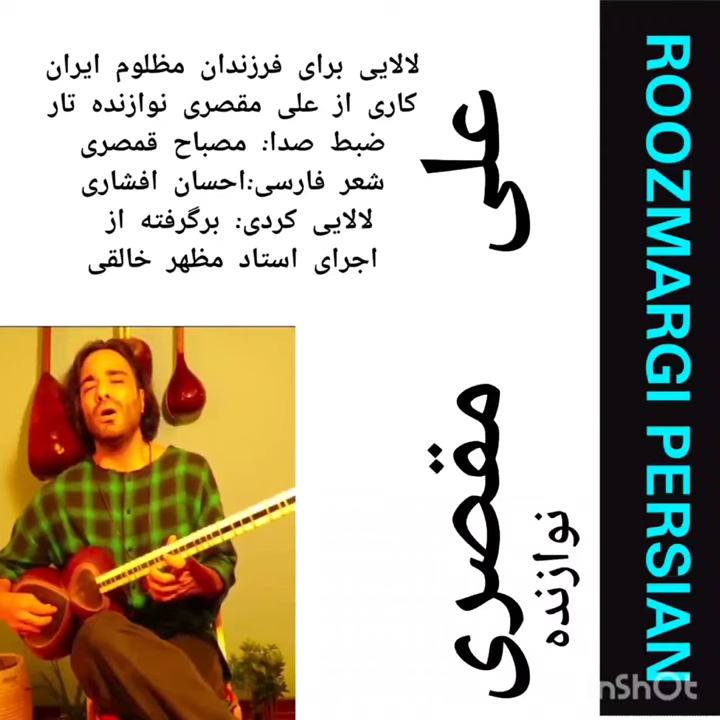 لالایی برای فرزندان مظلوم ایران
کاری از علی مقصری نوازنده تار
ضبط صدا: مصباح قمصری
شعر فارسی:احسان افشاری
لالایی کردی: برگرفته از
اجرای استاد مظهر خالقی
علی
مقصری
نوازنده
ROOZMARGI PERSIAN
InShOt